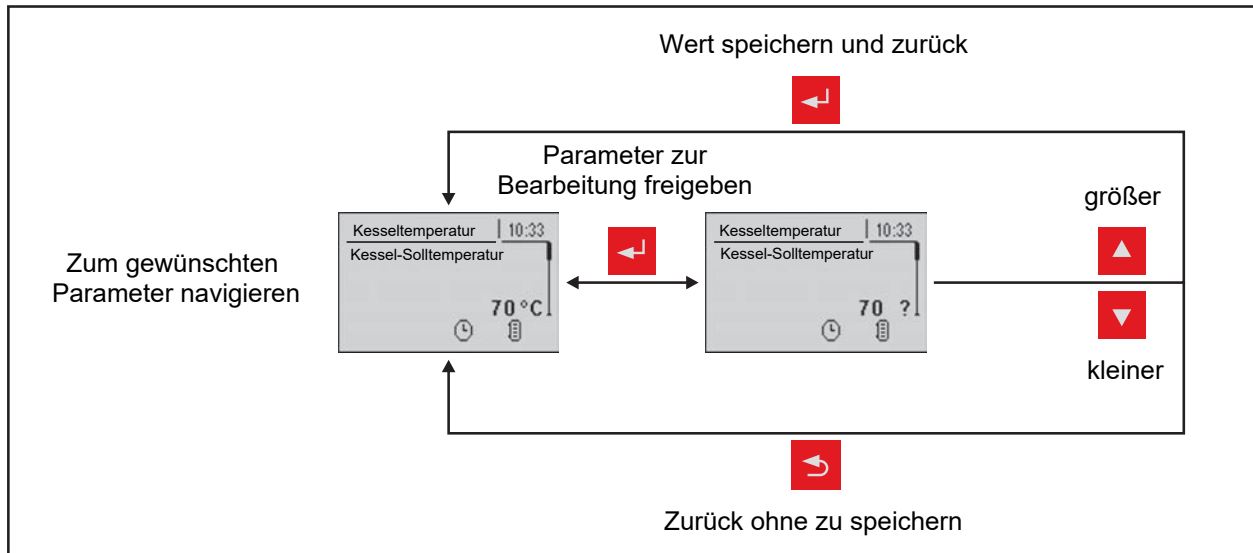 Wert speichern und zurück
Parameter zur
Bearbeitung freigeben
größer
Kesseltemperatur 10:33
Kessel-Solltemperatur
70 °C
Kesseltemperatur 10:33
Kessel-Solltemperatur
70 ?
Zum gewünschten
Parameter navigieren
kleiner
Zurück ohne zu speichern